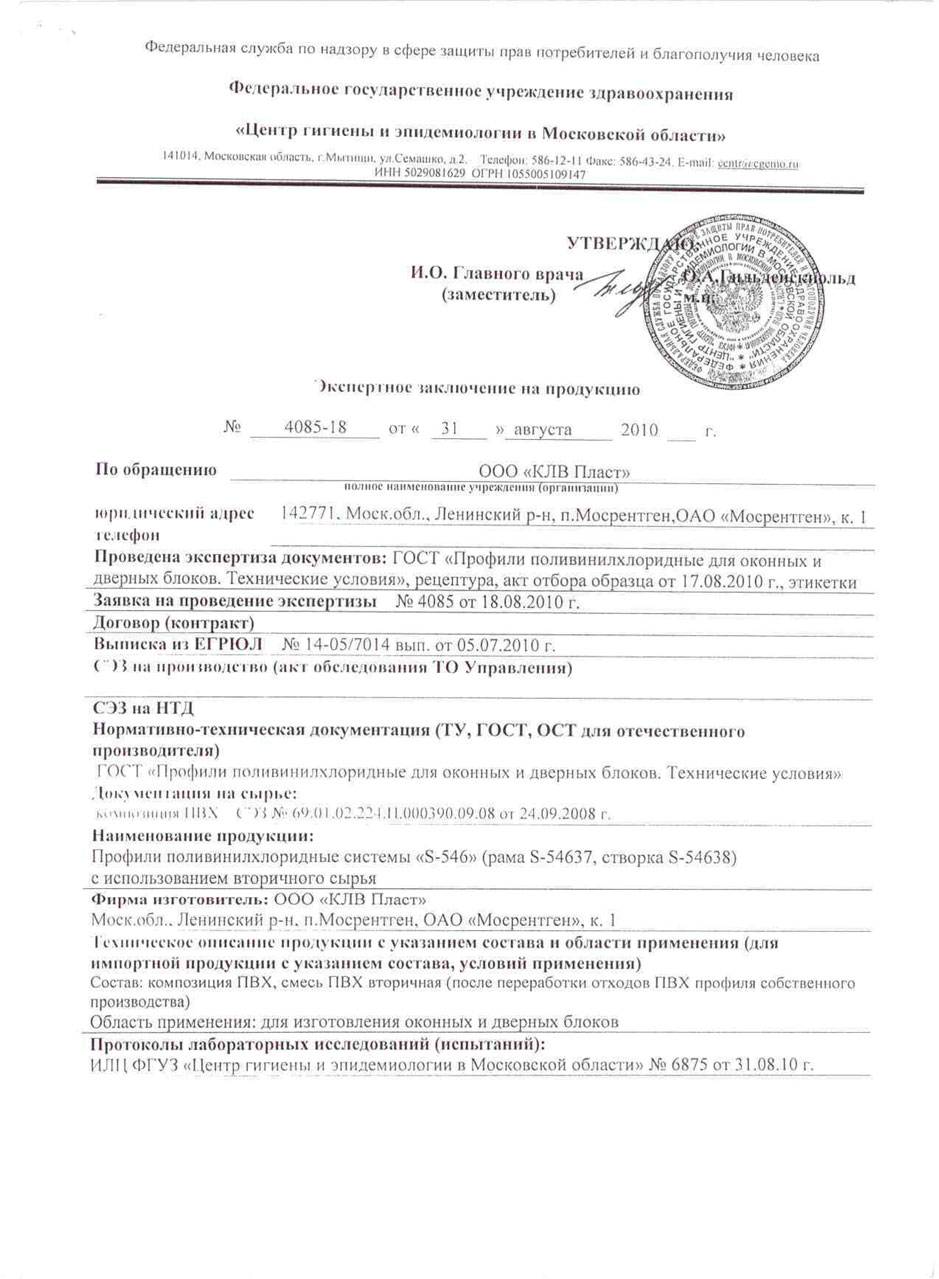 Федеральная служба по надзору в сфере защиты прав потребителей и благополучия человека
Федеральное государственное учреждение здравоохранения
«Центр гигиены и эпидемиологии в Московской области»
141014, Московская область, г.Мытищи, ул.Семашко, д.2. Телефон: 586-12-11 Факс: 586-43-24. E-mail: centr@cgemo.ru
ИНН 5029081629 ОГРН 1055005109147
УТВЕРЖДАЮ:
И.О. Главного врача О.А.Гильденскиольд
(заместитель) м.п.
Экспертное заключение на продукцию
№ 4085-18 от « 31 » августа 2010 г.
По обращению ООО «КЛВ Пласт»
полное наименование учреждения (организации)
юридический адрес 142771, Моск.обл., Ленинский р-н, п.Мосрентген,ОАО «Мосрентген», к. 1
телефон
Проведена экспертиза документов: ГОСТ «Профили поливинилхлоридные для оконных и
дверных блоков. Технические условия», рецептура, акт отбора образца от 17.08.2010 г., этикетки
Заявка на проведение экспертизы № 4085 от 18.08.2010 г.
Договор (контракт)
Выписка из ЕГРЮЛ № 14-05/7014 вып. от 05.07.2010 г.
СЭЗ на производство (акт обследования ТО Управления)
СЭЗ на НТД
Нормативно-техническая документация (ТУ, ГОСТ, ОСТ для отечественного
производителя)
ГОСТ «Профили поливинилхлоридные для оконных и дверных блоков. Технические условия»
Документация на сырье:
композиция ПВХ СЭЗ № 69.01.02.224.П.000390.09.08 от 24.09.2008 г.
Наименование продукции:
Профили поливинилхлоридные системы «S-546» (рама S-54637, створка S-54638)
с использованием вторичного сырья
Фирма изготовитель: ООО «КЛВ Пласт»
Моск.обл., Ленинский р-н, п.Мосрентген, ОАО «Мосрентген», к. 1
Техническое описание продукции с указанием состава и области применения (для
импортной продукции с указанием состава, условий применения)
Состав: композиция ПВХ, смесь ПВХ вторичная (после переработки отходов ПВХ профиля собственного
производства)
Область применения: для изготовления оконных и дверных блоков
Протоколы лабораторных исследований (испытаний):
ИЛЦ ФГУЗ «Центр гигиены и эпидемиологии в Московской области» № 6875 от 31.08.10 г.